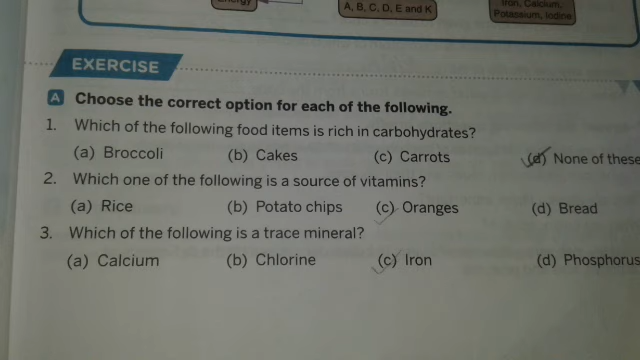 Energy
A, B, C, D, E and K
Iron, Calcium,
Potassium, Iodine
EXERCISE
A Choose the correct option for each of the following.
1. Which of the following food items is rich in carbohydrates?
(a) Broccoli (b) Cakes (c) Carrots (d) None of these
2. Which one of the following is a source of vitamins?
(a) Rice (b) Potato chips (c) Oranges (d) Bread
3. Which of the following is a trace mineral?
(a) Calcium (b) Chlorine (c) Iron (d) Phosphorus